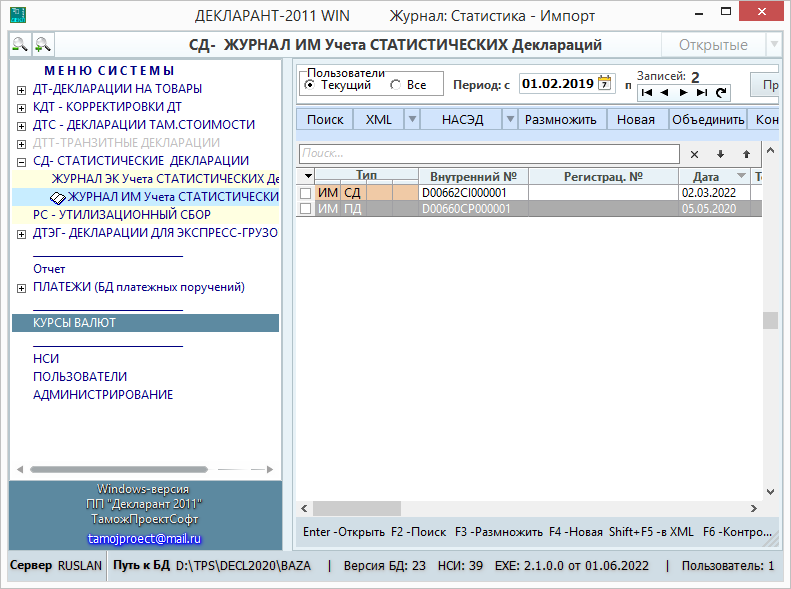 ДЕКЛАРАНТ-2011 WIN Журнал: Статистика - Импорт
СД- ЖУРНАЛ ИМ Учета СТАТИСТИЧЕСКИХ Деклараций Открытые
МЕНЮ СИСТЕМЫ
ДТ-ДЕКЛАРАЦИИ НА ТОВАРЫ
КДТ - КОРРЕКТИРОВКИ ДТ
ДТС - ДЕКЛАРАЦИИ ТАМ.СТОИМОСТИ
ДТТ-ТРАНЗИТНЫЕ ДЕКЛАРАЦИИ
СД- СТАТИСТИЧЕСКИЕ ДЕКЛАРАЦИИ
ЖУРНАЛ ЭК Учета СТАТИСТИЧЕСКИХ Де
ЖУРНАЛ ИМ Учета СТАТИСТИЧЕСКИ
РС - УТИЛИЗАЦИОННЫЙ СБОР
ДТЭГ- ДЕКЛАРАЦИИ ДЛЯ ЭКСПРЕСС-ГРУЗО
Отчет
ПЛАТЕЖИ (БД платежных поручений)
КУРСЫ ВАЛЮТ
НСИ
ПОЛЬЗОВАТЕЛИ
АДМИНИСТРИРОВАНИЕ
Windows-версия
ПП "Декларант 2011"
ТаможПроектСофт
tamojproect@mail.ru
Пользователи
Текущий Все
Период: с 01.02.2019 7 п
Записей: 2
Пр
Поиск XML НАСЭД Размножить Новая Объединить Кон
Поиск...
Тип Внутренний № Регистрац. № Дата Т
ИМ СД D00662CI000001 02.03.2022
ИМ ПД D00660CP000001 05.05.2020
Enter -Открыть F2 -Поиск F3 -Размножить F4 -Новая Shift+F5 -в XML F6 -Контро...
Сервер RUSLAN Путь к БД D:\TPS\DECL2020\BAZA | Версия БД: 23 НСИ: 39 EXE: 2.1.0.0 от 01.06.2022 | Пользователь: 1